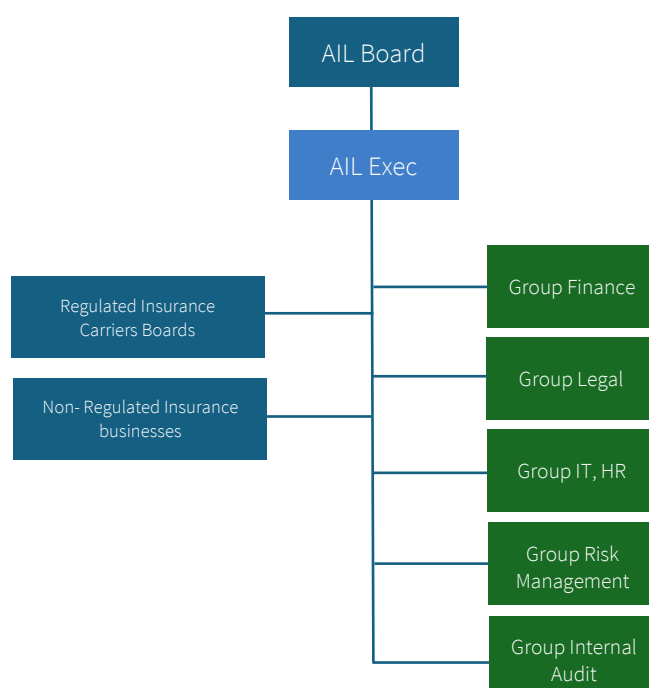 AIL Board
AIL Exec
Group Finance
Regulated Insurance
Carriers Boards
Group Legal
Non- Regulated Insurance
businesses
Group IT, HR
Group Risk
Management
Group Internal
Audit